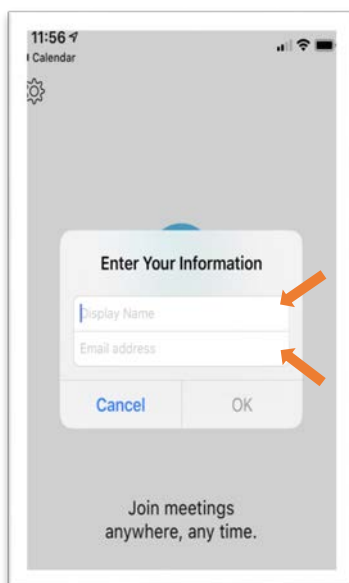 11:56
Calendar
Enter Your Information
Display Name
Email address
Cancel OK
Join meetings
anywhere, any time.